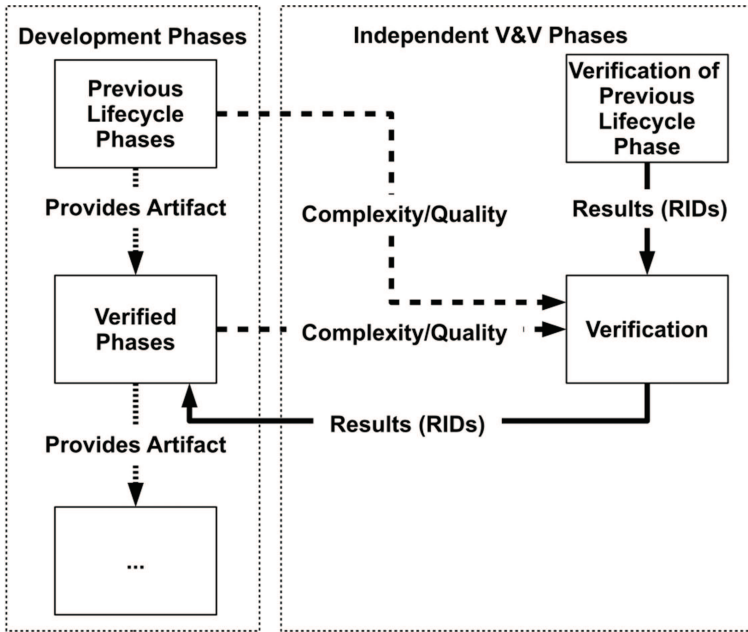 Development Phases
Independent V&V Phases
Previous
Lifecycle
Phases
Verification of
Previous
Lifecycle
Phase
Provides Artifact
Complexity/Quality
Results (RIDs)
Verified
Phases
Complexity/Quality
Verification
Results (RIDs)
Provides Artifact
...